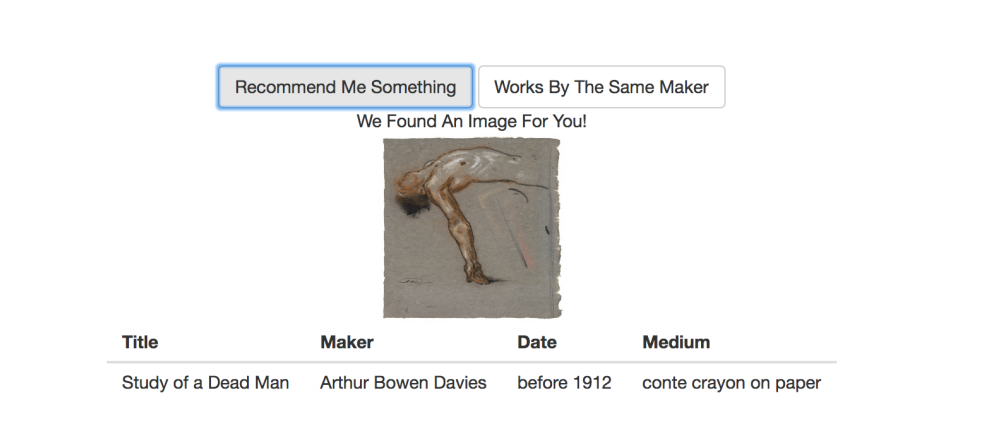 Recommend Me Something Works By The Same Maker
We Found An Image For You!
Title Maker Date Medium
Study of a Dead Man Arthur Bowen Davies before 1912 conte crayon on paper